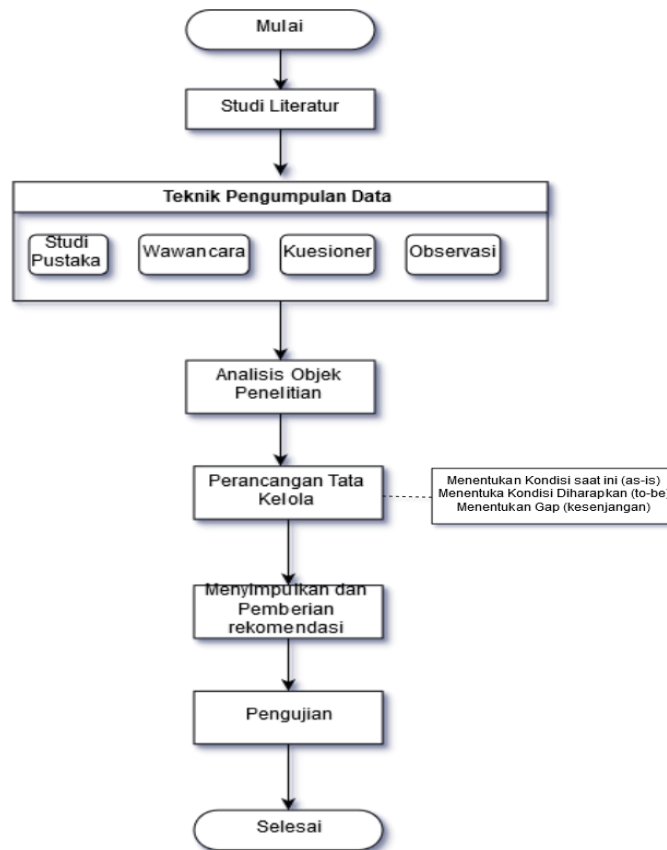 Mulai
Studi Literatur
Teknik Pengumpulan Data
Studi
Pustaka
Wawancara
Kuesioner
Observasi
Analisis Objek
Penelitian
Perancangan Tata
Kelola
Menentukan Kondisi saat ini (as-is)
Menentuka Kondisi Diharapkan (to-be)
Menentukan Gap (kesenjangan)
Menyimpulkan dan
Pemberian
rekomendasi
Pengujian
Selesai